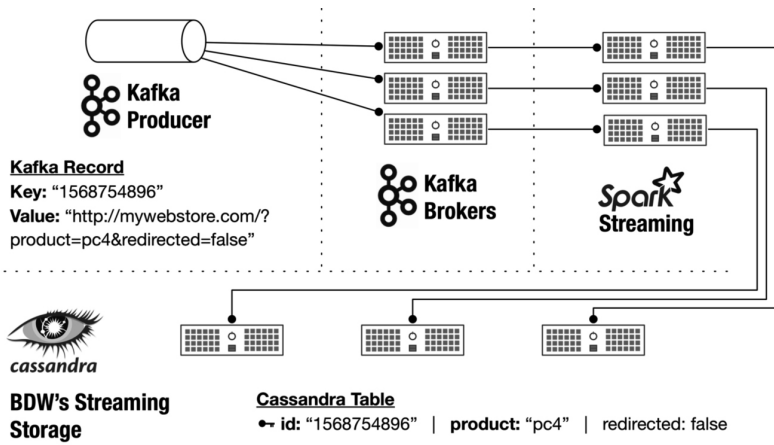 Kafka
Producer
Kafka Record
Key: “1568754896”
Value: “http://mywebstore.com/?
product=pc4&redirected=false”
Kafka
Brokers
Spark
Streaming
cassandra
BDW’s Streaming
Storage
Cassandra Table
id: “1568754896” | product: “pc4” | redirected: false